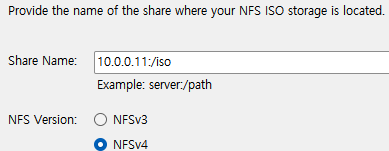 Provide the name of the share where your NFS ISO storage is located.
Share Name: 10.0.0.11:/iso
Example: server:/path
NFS Version: NFSv3
NFSv4